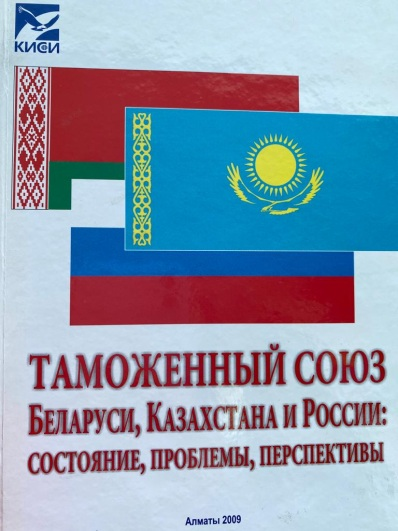 КИСИ
ТАМОЖЕННЫЙ СОЮЗ
БЕЛАРУСИ, КАЗАХСТАНА И РОССИИ:
СОСТОЯНИЕ, ПРОБЛЕМЫ, ПЕРСПЕКТИВЫ
Алматы 2009